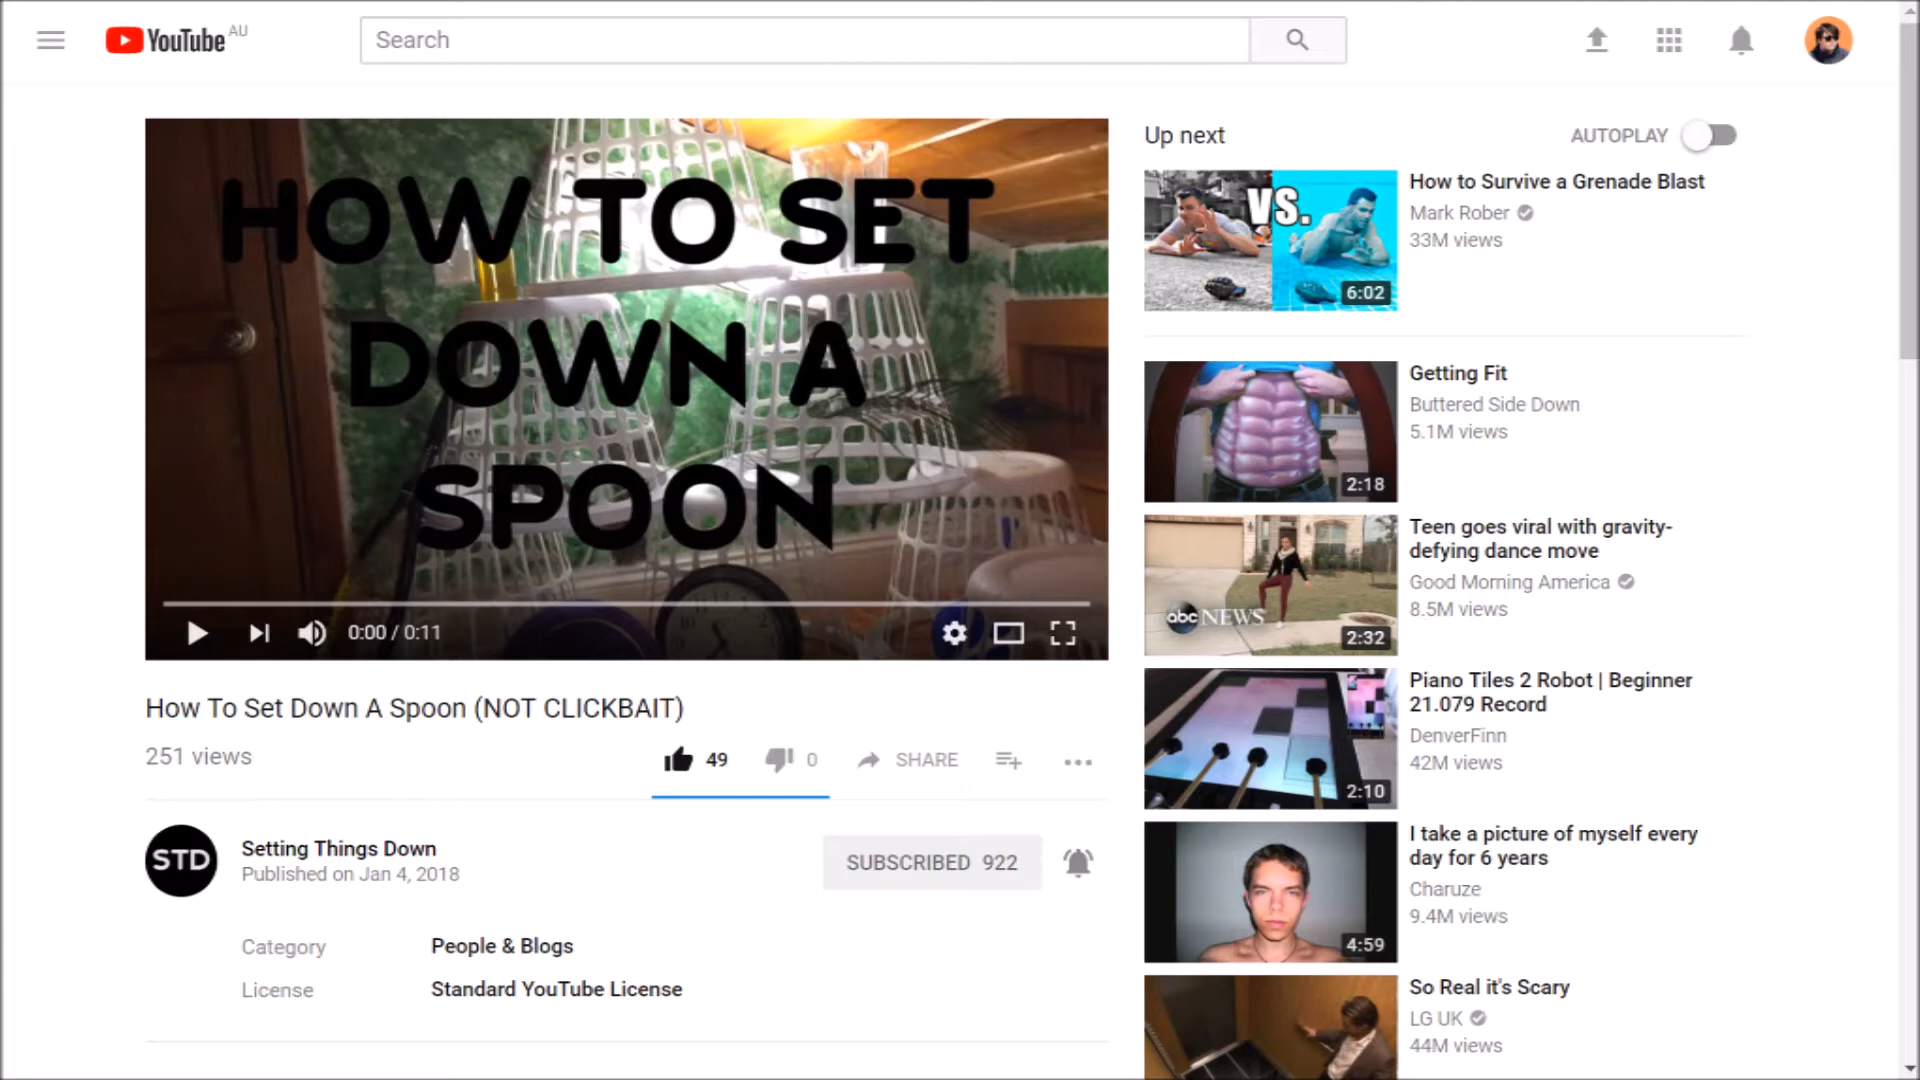 YouTube AU
Search
HOW TO SET
DOWN A
SPOON
0:00 / 0:11
How To Set Down A Spoon (NOT CLICKBAIT)
251 views
49
0
SHARE
STD
Setting Things Down
Published on Jan 4, 2018
SUBSCRIBED 922
Category
People & Blogs
License
Standard YouTube License
Up next
AUTOPLAY
VS.
6:02
How to Survive a Grenade Blast
Mark Rober
33M views
2:18
Getting Fit
Buttered Side Down
5.1M views
abc NEWS
2:32
Teen goes viral with gravity-
defying dance move
Good Morning America
8.5M views
2:10
Piano Tiles 2 Robot | Beginner
21.079 Record
DenverFinn
42M views
4:59
I take a picture of myself every
day for 6 years
Charuze
9.4M views
So Real it's Scary
LG UK
44M views